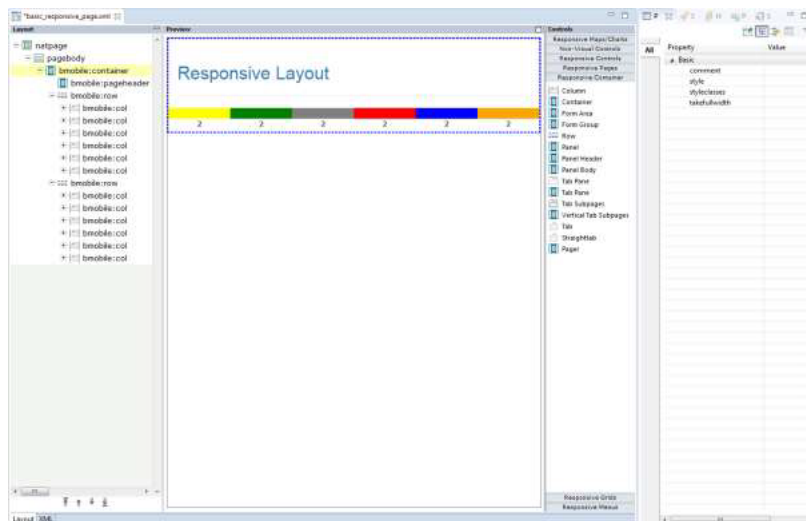 *basic_responsive_page.xml
Layout
natpage
pagebody
bmobile:container
bmobile:pageheader
bmobile:row
bmobile:col
bmobile:col
bmobile:col
bmobile:col
bmobile:col
bmobile:col
bmobile:row
bmobile:col
bmobile:col
bmobile:col
bmobile:col
bmobile:col
bmobile:col
Layout XML
Preview
Responsive Layout
2 2 2 2 2 2
Controls
Responsive Maps/Charts
Non-Visual Controls
Responsive Controls
Responsive Pages
Responsive Container
Column
Container
Form Area
Form Group
Row
Panel
Panel Header
Panel Body
Tab Pane
Tab Pane
Tab Subpages
Vertical Tab Subpages
Tab
Straighttab
Pager
Responsive Grids
Responsive Menus
All
Property Value
Basic
comment
style
styleclasses
takefullwidth